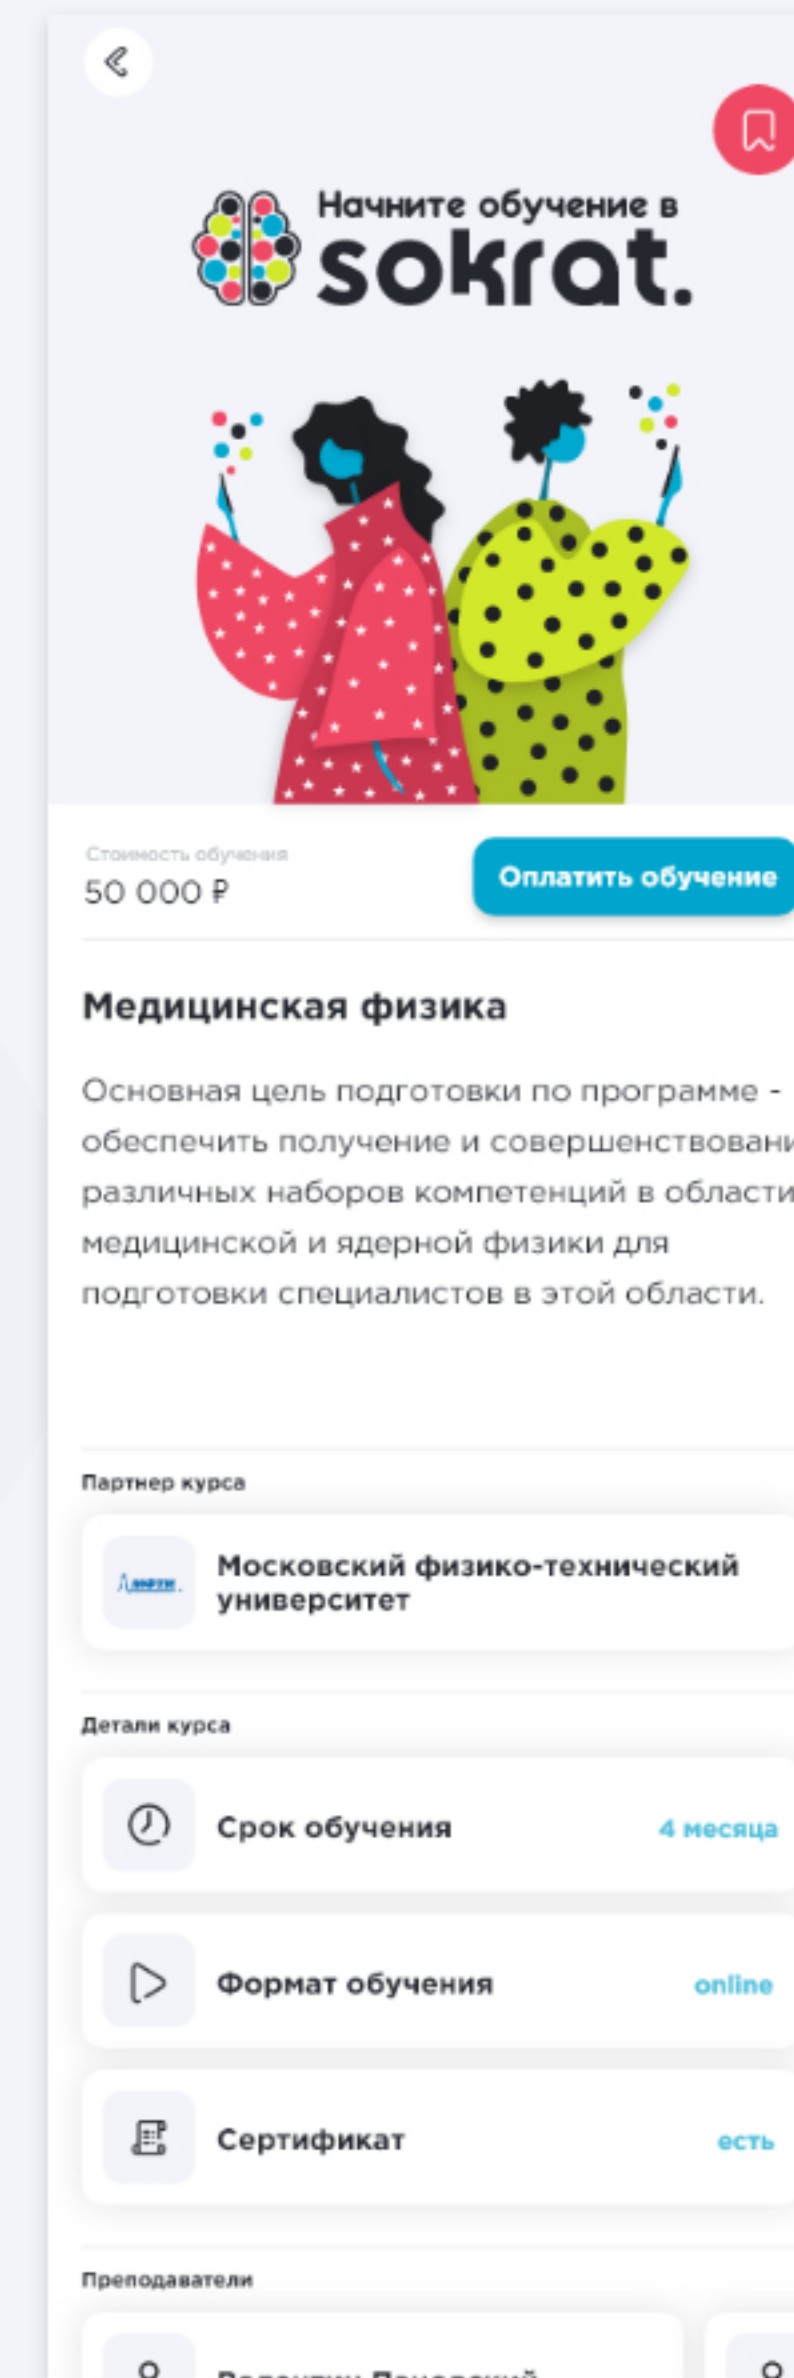 Начните обучение в
sokrat.
Стоимость обучения
50 000 ₽
Оплатить обучение
Медицинская физика
Основная цель подготовки по программе -
обеспечить получение и совершенствовани
различных наборов компетенций в области
медицинской и ядерной физики для
подготовки специалистов в этой области.
Партнер курса
Московский физико-технический
университет
Детали курса
Срок обучения
4 месяца
Формат обучения
online
Сертификат
есть
Преподаватели
Валентин